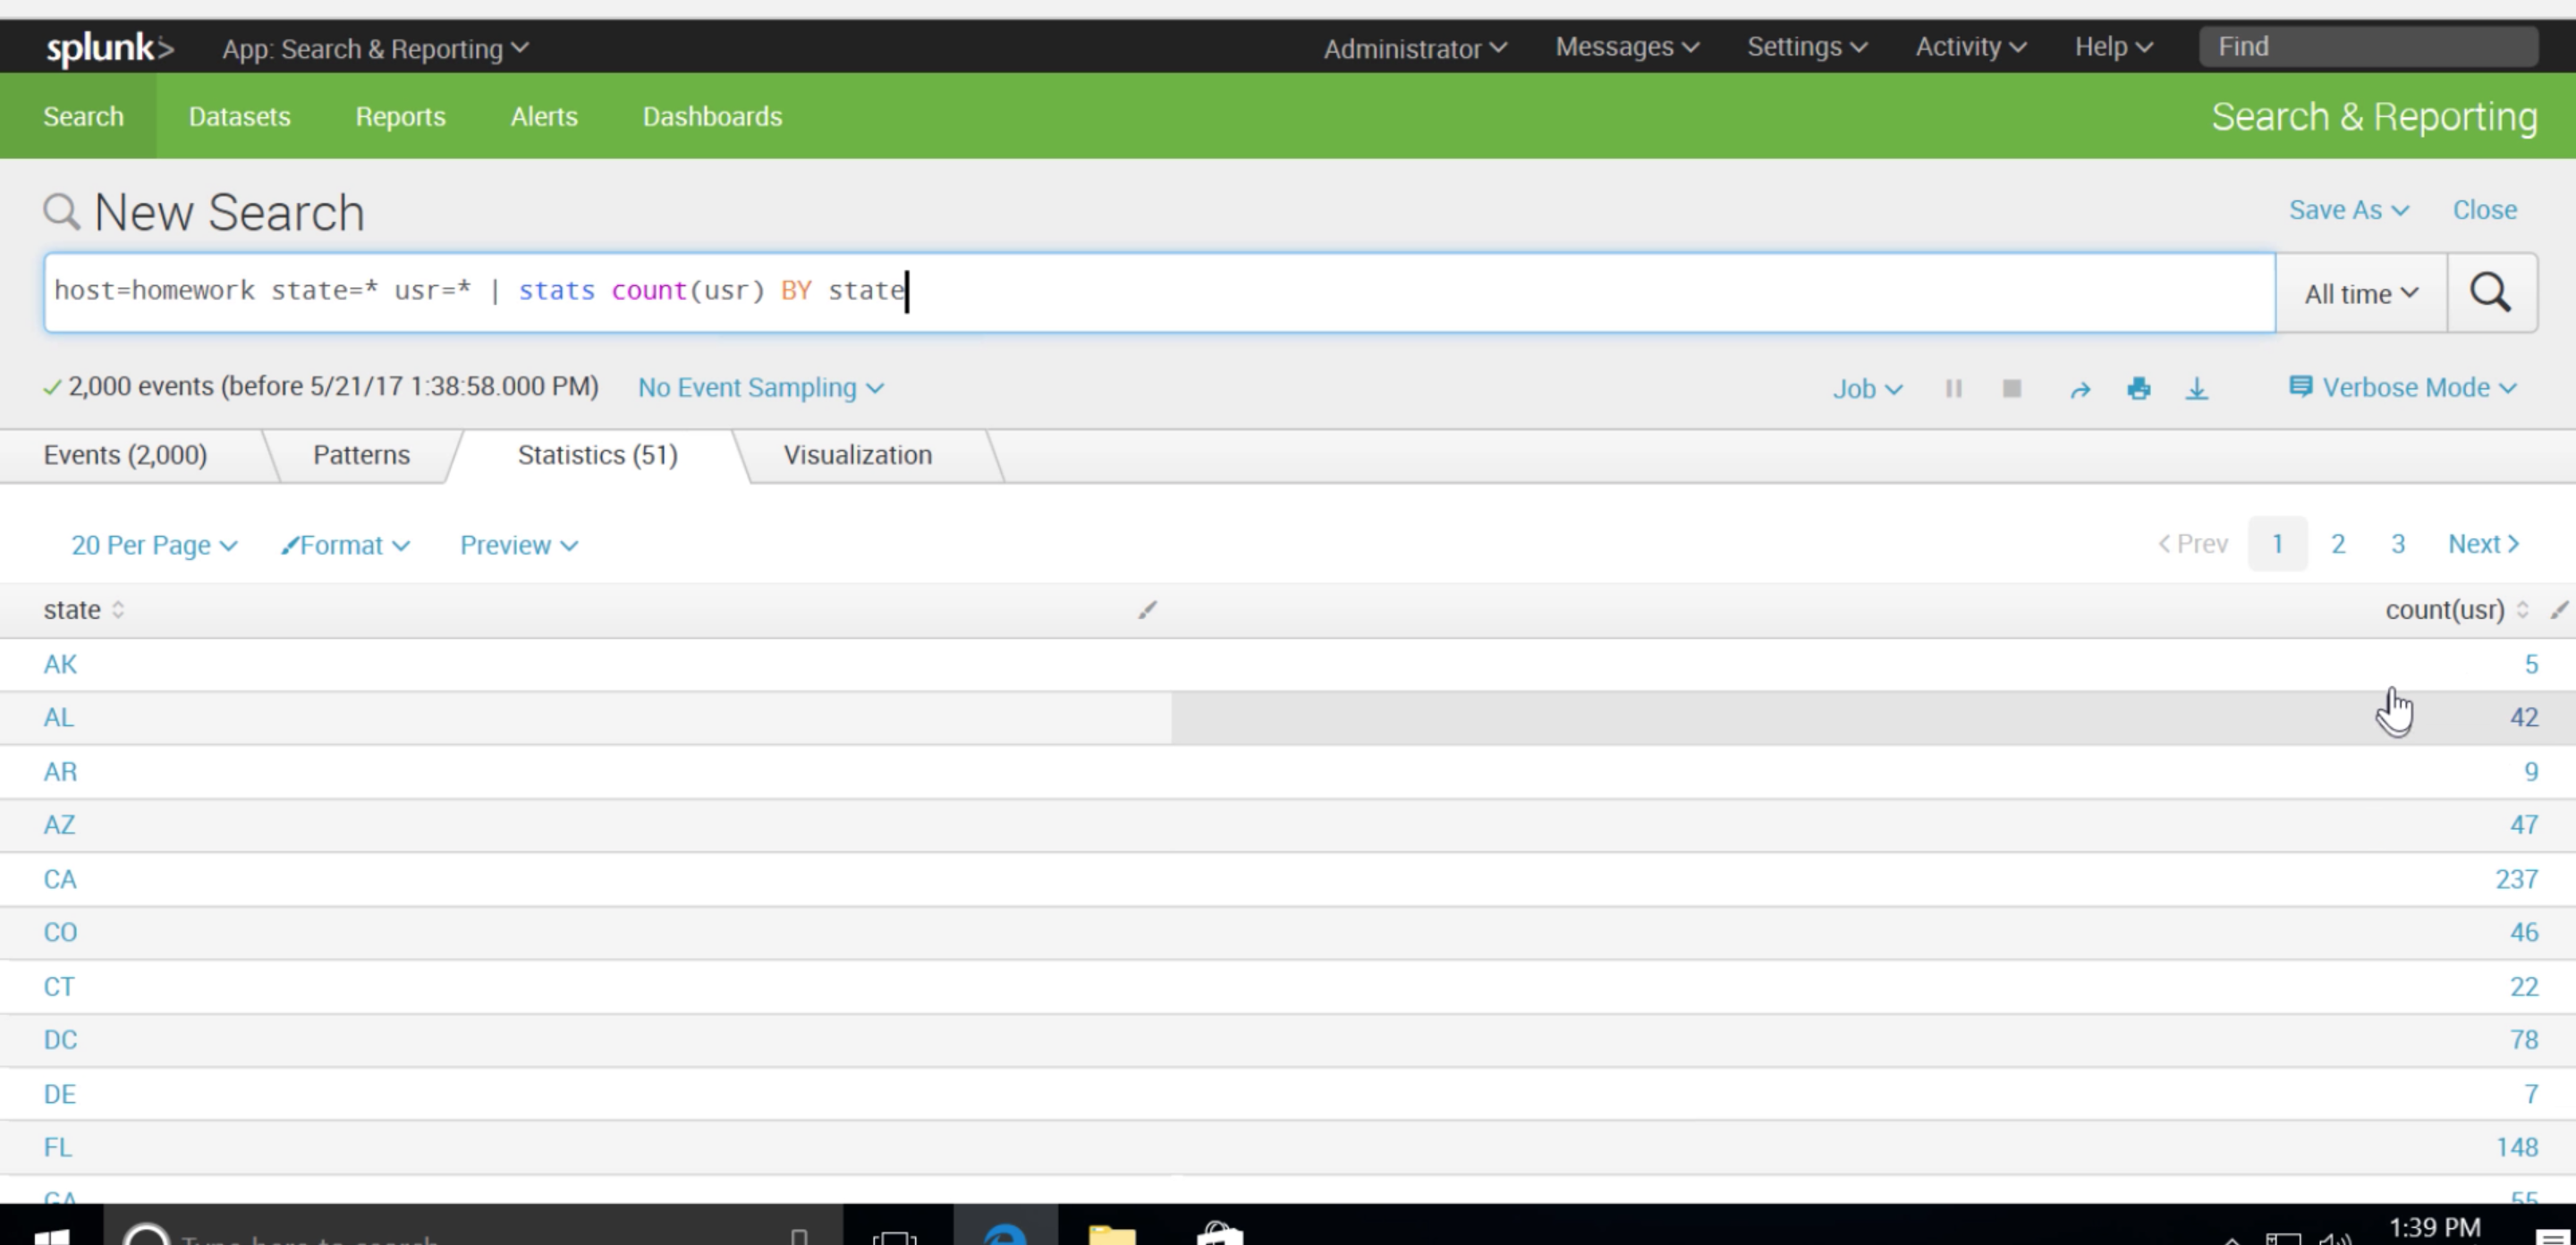 splunk> App: Search & Reporting Administrator Messages Settings Activity Help Find
Search Datasets Reports Alerts Dashboards Search & Reporting
New Search Save As Close
host=homework state=* usr=* | stats count(usr) BY state All time
2,000 events (before 5/21/17 1:38:58.000 PM) No Event Sampling Job Verbose Mode
Events (2,000) Patterns Statistics (51) Visualization
20 Per Page Format Preview < Prev 1 2 3 Next >
state count(usr)
AK 5
AL 42
AR 9
AZ 47
CA 237
CO 46
CT 22
DC 78
DE 7
FL 148
GA 55
Type here to search 1:39 PM